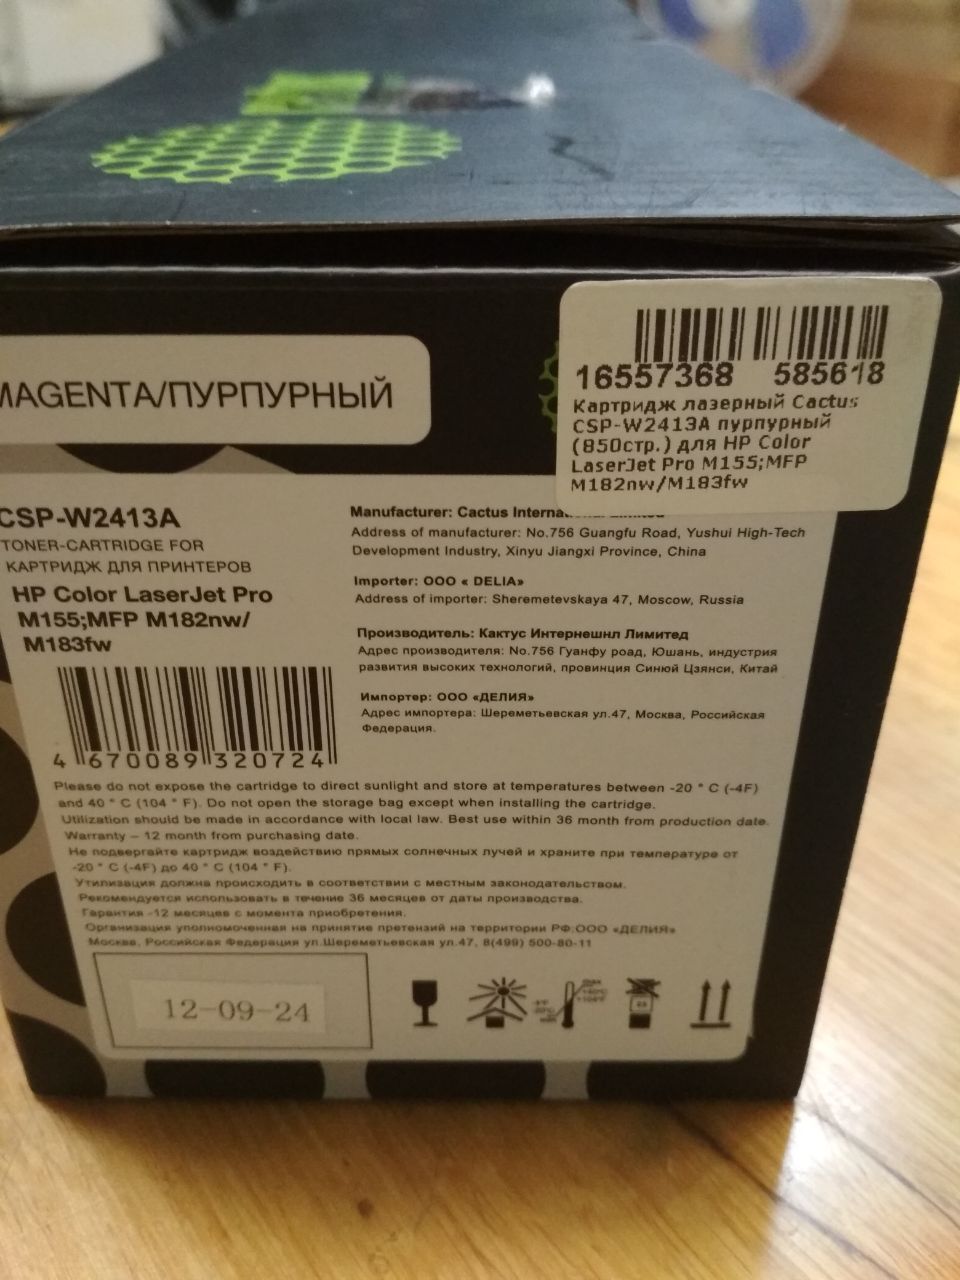 MAGENTA/ПУРПУРНЫЙ
16557368 585618
Картридж лазерный Cactus
CSP-W2413A пурпурный
(850стр.) для HP Color
LaserJet Pro M155;MFP
M182nw/M183fw
CSP-W2413A
TONER-CARTRIDGE FOR
КАРТРИДЖ ДЛЯ ПРИНТЕРОВ
HP Color LaserJet Pro
M155;MFP M182nw/
M183fw
4 670089 320724
Manufacturer: Cactus
Address of manufacturer: No.756 Guangfu Road, Yushui High-Tech
Development Industry, Xinyu Jiangxi Province, China
Importer: OOO « DELIA»
Address of importer: Sheremetevskaya 47, Moscow, Russia
Производитель: Кактус Интернешнл Лимитед
Адрес производителя: No.756 Гуанфу роад, Юшань, индустрия
развития высоких технологий, провинция Синюй Цзянси, Китай
Импортер: ООО «ДЕЛИЯ»
Адрес импортера: Шереметьевская ул.47, Москва, Российская
Федерация.
Please do not expose the cartridge to direct sunlight and store at temperatures between -20 ° C (-4F)
and 40 ° C (104 ° F). Do not open the storage bag except when installing the cartridge.
Utilization should be made in accordance with local law. Best use within 36 month from production date.
Warranty – 12 month from purchasing date.
Не подвергайте картридж воздействию прямых солнечных лучей и храните при температуре от
-20 ° C (-4F) до 40 ° C (104 ° F).
Утилизация должна происходить в соответствии с местным законодательством.
Рекомендуется использовать в течение 36 месяцев от даты производства.
Гарантия -12 месяцев с момента приобретения.
Организация уполномоченная на принятие претензий на территории РФ:ООО «ДЕЛИЯ»
Москва, Российская Федерация ул.Шереметьевская ул.47, 8(499) 500-80-11
12-09-24